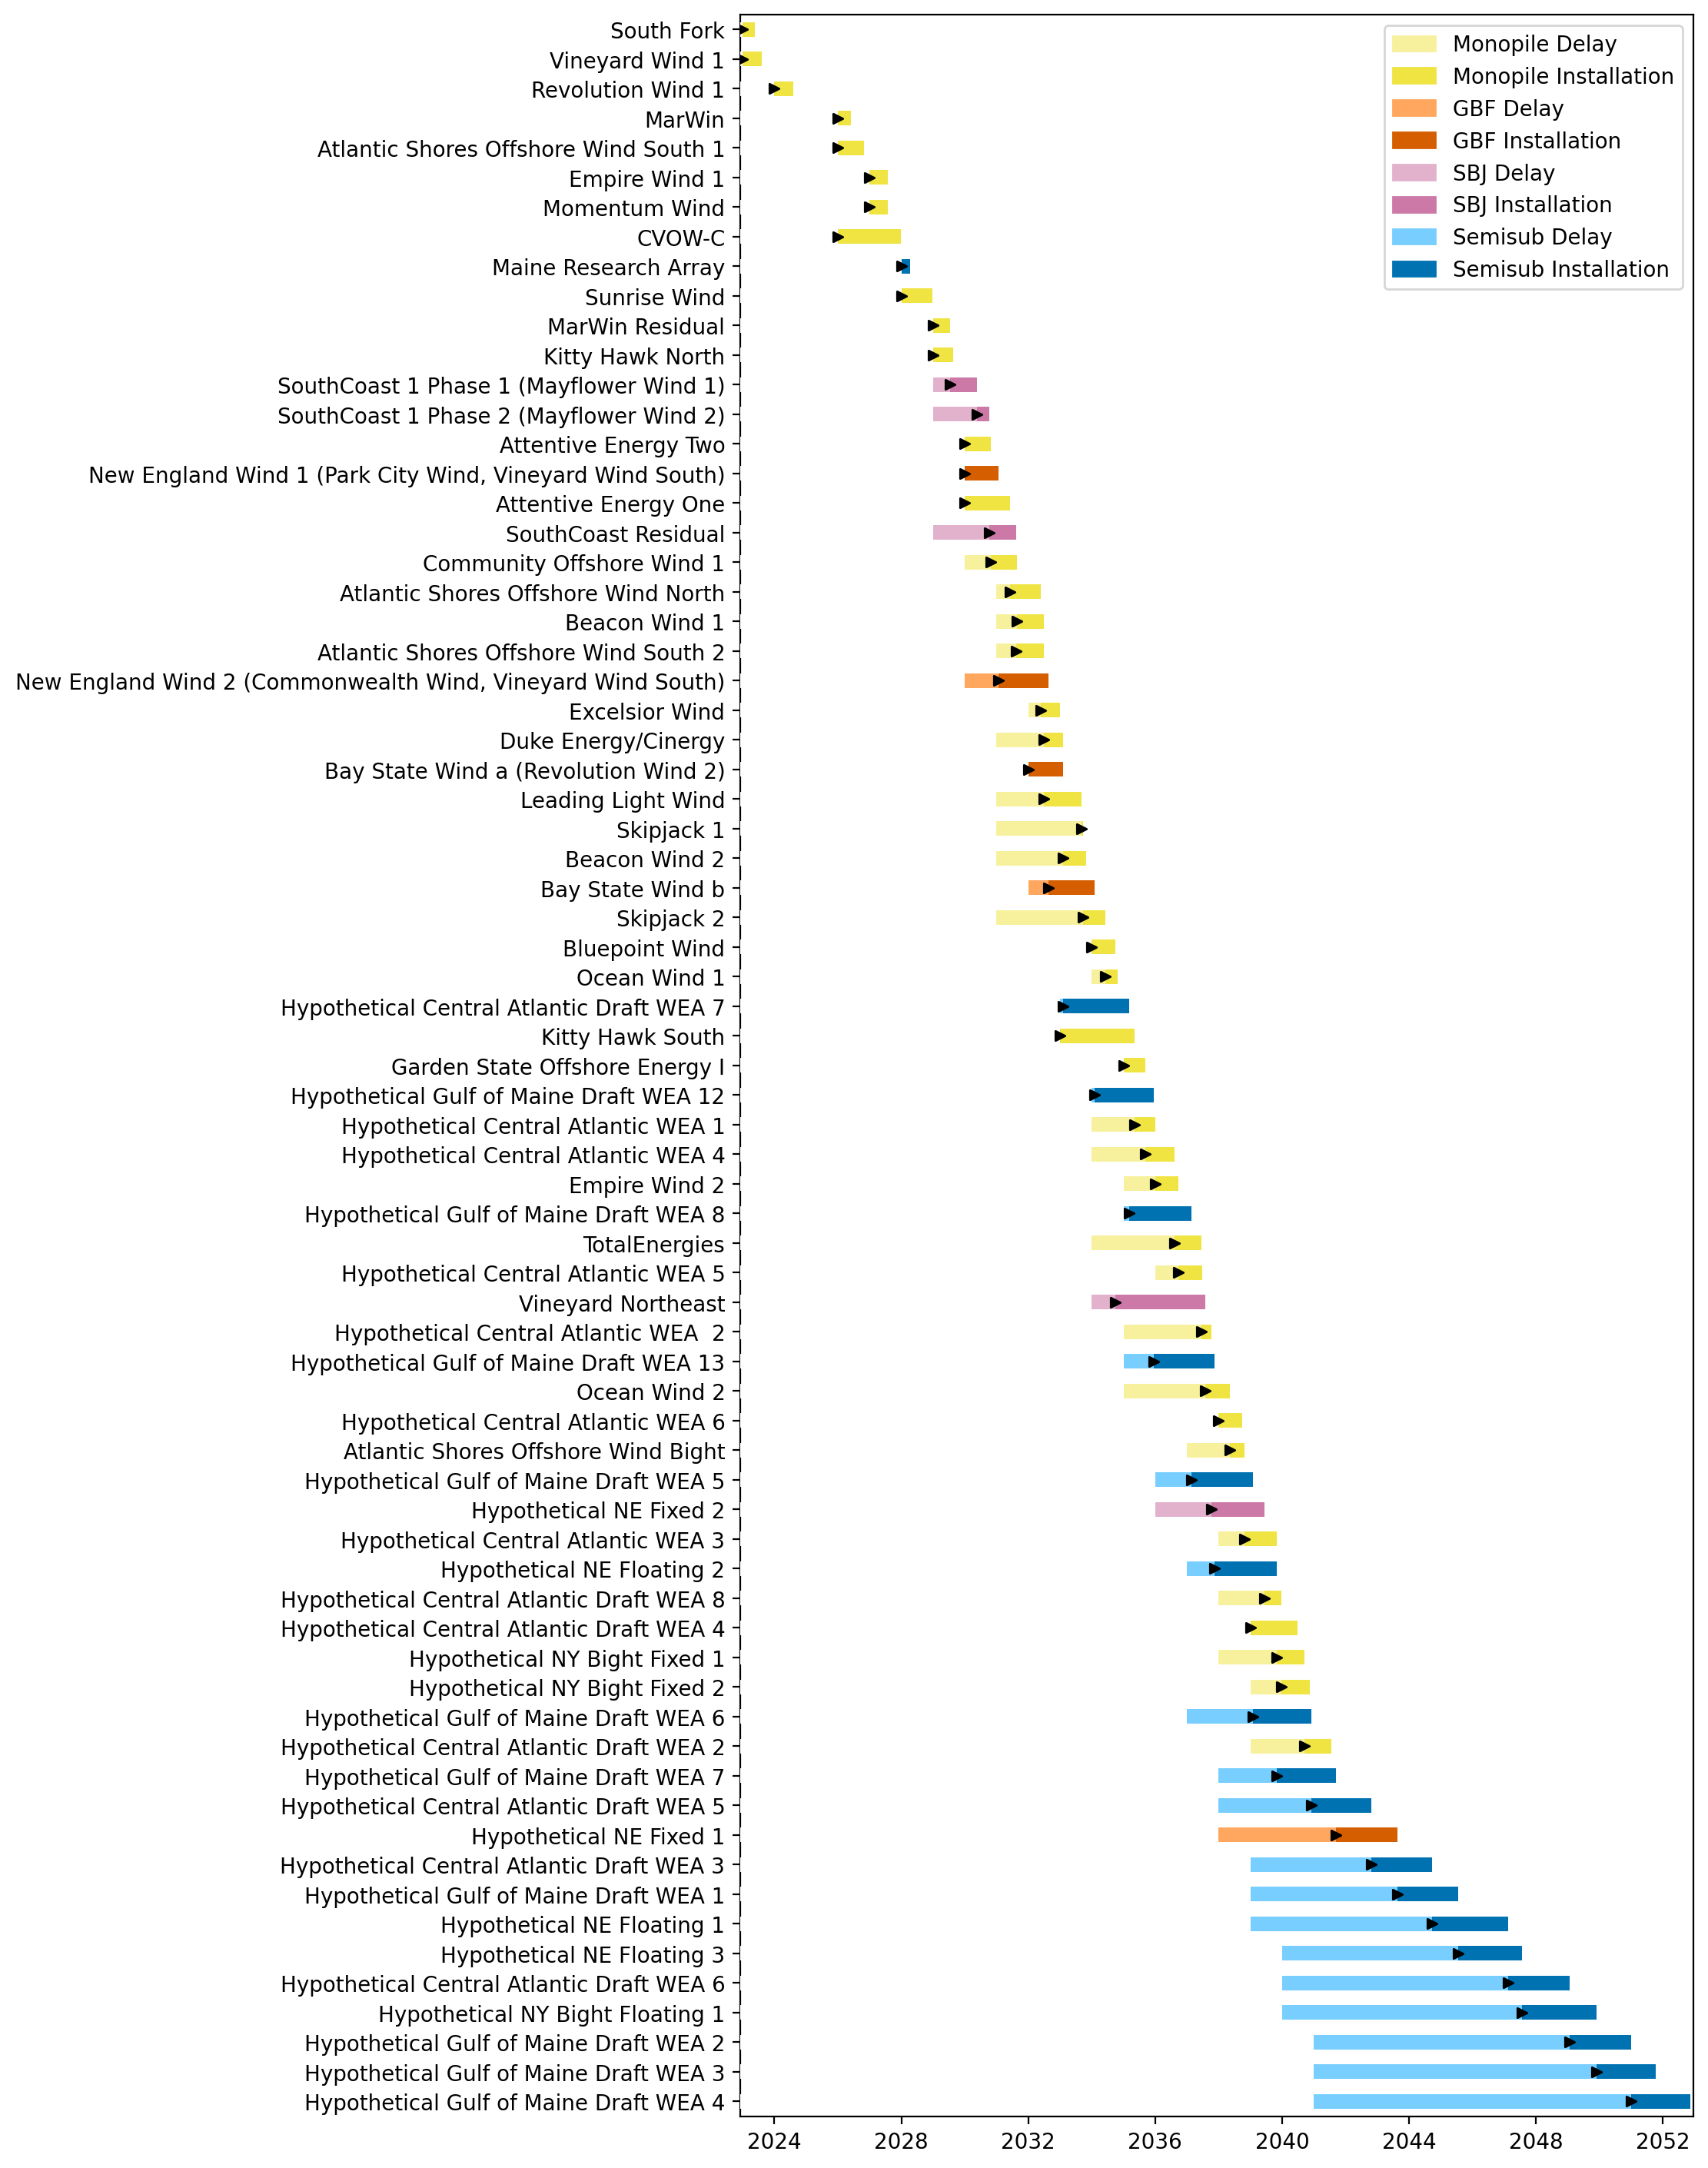 South Fork
Vineyard Wind 1
Revolution Wind 1
MarWin
Atlantic Shores Offshore Wind South 1
Empire Wind 1
Momentum Wind
CVOW-C
Maine Research Array
Sunrise Wind
MarWin Residual
Kitty Hawk North
SouthCoast 1 Phase 1 (Mayflower Wind 1)
SouthCoast 1 Phase 2 (Mayflower Wind 2)
Attentive Energy Two
New England Wind 1 (Park City Wind, Vineyard Wind South)
Attentive Energy One
SouthCoast Residual
Community Offshore Wind 1
Atlantic Shores Offshore Wind North
Beacon Wind 1
Atlantic Shores Offshore Wind South 2
New England Wind 2 (Commonwealth Wind, Vineyard Wind South)
Excelsior Wind
Duke Energy/Cinergy
Bay State Wind a (Revolution Wind 2)
Leading Light Wind
Skipjack 1
Beacon Wind 2
Bay State Wind b
Skipjack 2
Bluepoint Wind
Ocean Wind 1
Hypothetical Central Atlantic Draft WEA 7
Kitty Hawk South
Garden State Offshore Energy I
Hypothetical Gulf of Maine Draft WEA 12
Hypothetical Central Atlantic WEA 1
Hypothetical Central Atlantic WEA 4
Empire Wind 2
Hypothetical Gulf of Maine Draft WEA 8
TotalEnergies
Hypothetical Central Atlantic WEA 5
Vineyard Northeast
Hypothetical Central Atlantic WEA  2
Hypothetical Gulf of Maine Draft WEA 13
Ocean Wind 2
Hypothetical Central Atlantic WEA 6
Atlantic Shores Offshore Wind Bight
Hypothetical Gulf of Maine Draft WEA 5
Hypothetical NE Fixed 2
Hypothetical Central Atlantic WEA 3
Hypothetical NE Floating 2
Hypothetical Central Atlantic Draft WEA 8
Hypothetical Central Atlantic Draft WEA 4
Hypothetical NY Bight Fixed 1
Hypothetical NY Bight Fixed 2
Hypothetical Gulf of Maine Draft WEA 6
Hypothetical Central Atlantic Draft WEA 2
Hypothetical Gulf of Maine Draft WEA 7
Hypothetical Central Atlantic Draft WEA 5
Hypothetical NE Fixed 1
Hypothetical Central Atlantic Draft WEA 3
Hypothetical Gulf of Maine Draft WEA 1
Hypothetical NE Floating 1
Hypothetical NE Floating 3
Hypothetical Central Atlantic Draft WEA 6
Hypothetical NY Bight Floating 1
Hypothetical Gulf of Maine Draft WEA 2
Hypothetical Gulf of Maine Draft WEA 3
Hypothetical Gulf of Maine Draft WEA 4
Monopile Delay
Monopile Installation
GBF Delay
GBF Installation
SBJ Delay
SBJ Installation
Semisub Delay
Semisub Installation
2024 2028 2032 2036 2040 2044 2048 2052